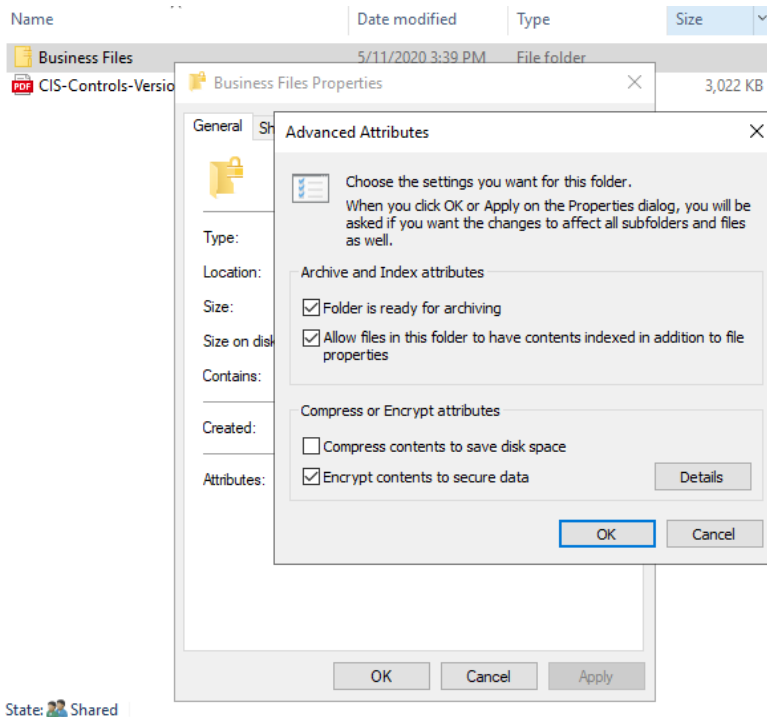 Name Date modified Type Size
Business Files 5/11/2020 3:39 PM File folder
PDF CIS-Controls-Versio 3,022 KB
Business Files Properties
General Sh
Advanced Attributes
Choose the settings you want for this folder.
When you click OK or Apply on the Properties dialog, you will be
asked if you want the changes to affect all subfolders and files
as well.
Type:
Location:
Size:
Size on disk
Contains:
Created:
Attributes:
Archive and Index attributes
Folder is ready for archiving
Allow files in this folder to have contents indexed in addition to file
properties
Compress or Encrypt attributes
Compress contents to save disk space
Encrypt contents to secure data Details
OK Cancel
OK Cancel Apply
State: Shared